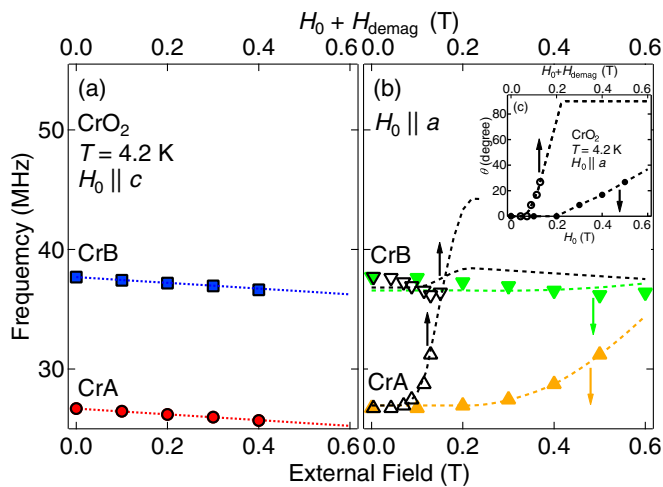 H₀ + H_demag (T)
0.0 0.2 0.4 0.6 0.0 0.2 0.4 0.6
(a)
CrO₂
T = 4.2 K
H₀ || c
CrB
CrA
50
40
30
Frequemcy (MHz)
0.0 0.2 0.4 0.6
(b)
H₀ || a
CrB
CrA
0.0 0.2 0.4 0.6
External Field (T)
H₀+H_demag (T)
0.0 0.2 0.4 0.6
(c)
80
60
40
20
0
θ (degree)
CrO₂
T = 4.2 K
H₀ || a
0.0 0.2 0.4 0.6
H₀ (T)